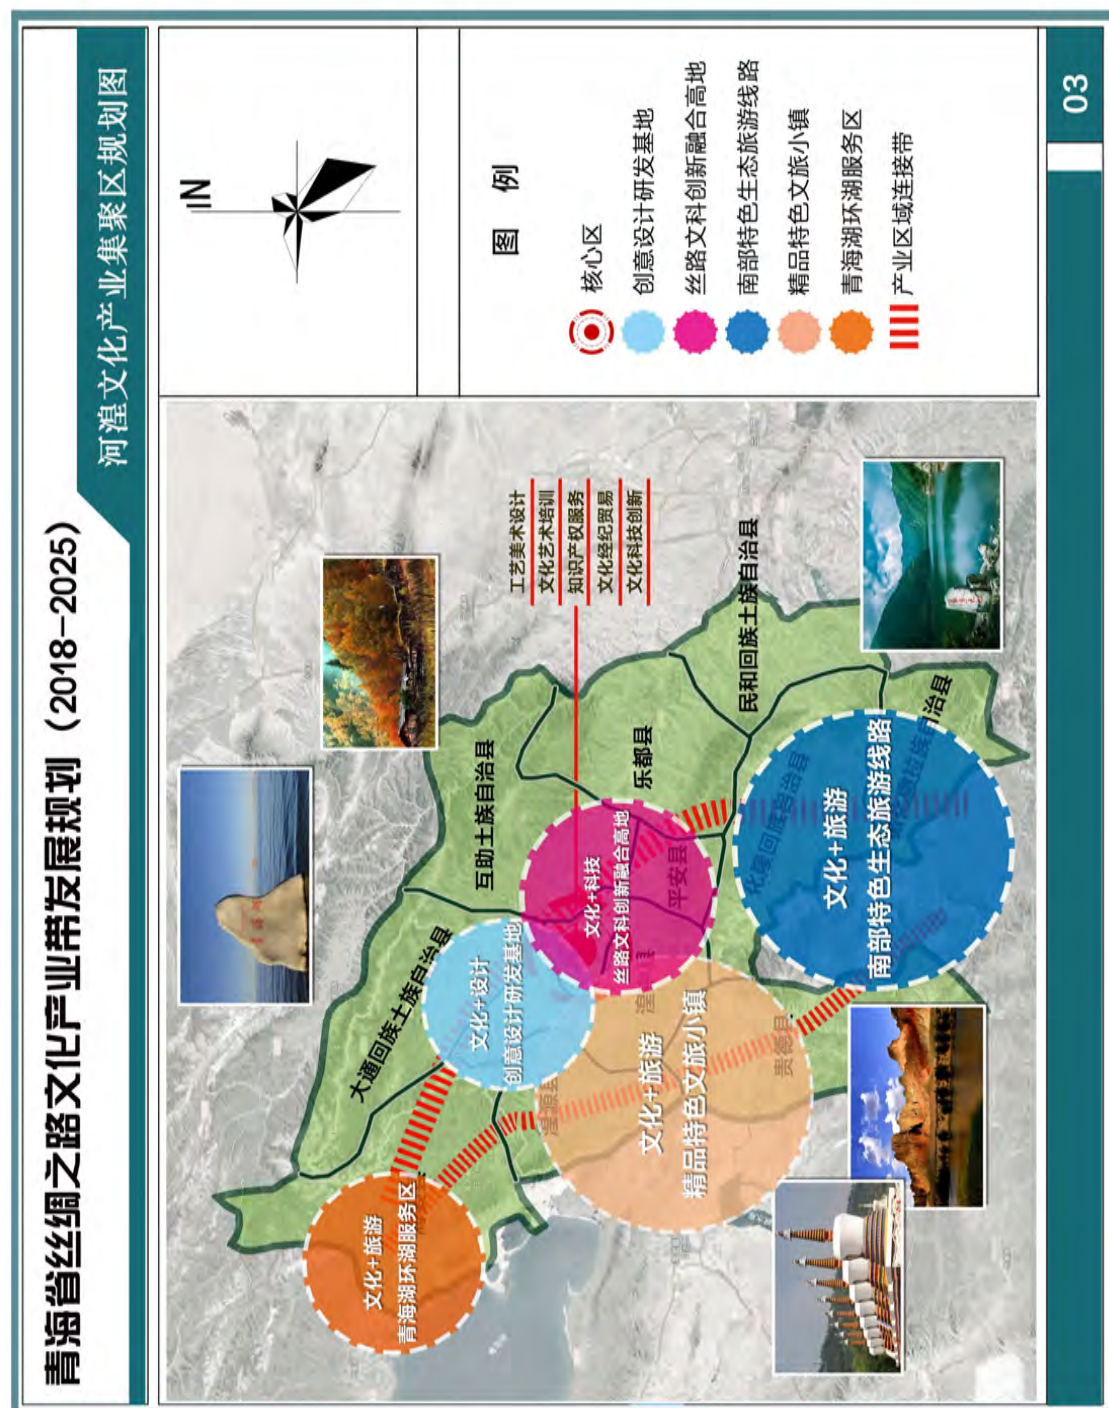 青海省丝绸之路文化产业带发展规划（2018-2025）
河湟文化产业集聚区规划图
N
图 例
核心区
创意设计研发基地
丝路文科创新融合高地
南部特色生态旅游线路
精品特色文旅小镇
青海湖环湖服务区
产业区域连接带
工艺美术设计
文化艺术培训
知识产权服务
文化经纪贸易
文化科技创新
大通回族土族自治县
互助土族自治县
乐都县
民和回族土族自治县
平安县
化隆回族自治县
自治县
湟源县
湟
贵德县
文化+旅游
青海湖环湖服务区
文化+设计
创意设计研发基地
文化+科技
丝路文科创新融合高地
文化+旅游
精品特色文旅小镇
文化+旅游
南部特色生态旅游线路
03